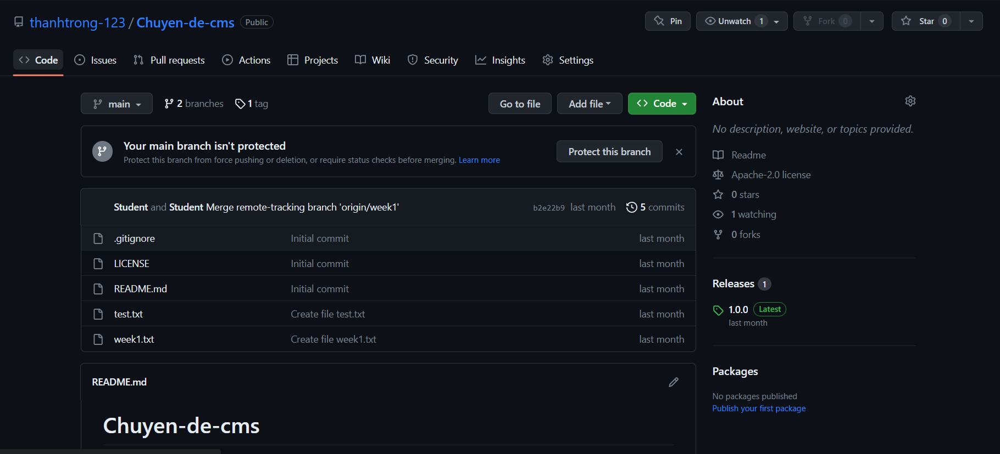 thanhtrong-123 / Chuyen-de-cms Public
Pin
Unwatch 1
Fork 0
Star 0
Code
Issues
Pull requests
Actions
Projects
Wiki
Security
Insights
Settings
main
2 branches
1 tag
Go to file
Add file
Code
Your main branch isn't protected
Protect this branch from force pushing or deletion, or require status checks before merging. Learn more
Protect this branch
Student and Student Merge remote-tracking branch 'origin/week1'
b2e22b9 last month
5 commits
.gitignore Initial commit last month
LICENSE Initial commit last month
README.md Initial commit last month
test.txt Create file test.txt last month
week1.txt Create file week1.txt last month
README.md
Chuyen-de-cms
About
No description, website, or topics provided.
Readme
Apache-2.0 license
0 stars
1 watching
0 forks
Releases 1
1.0.0 Latest
last month
Packages
No packages published
Publish your first package